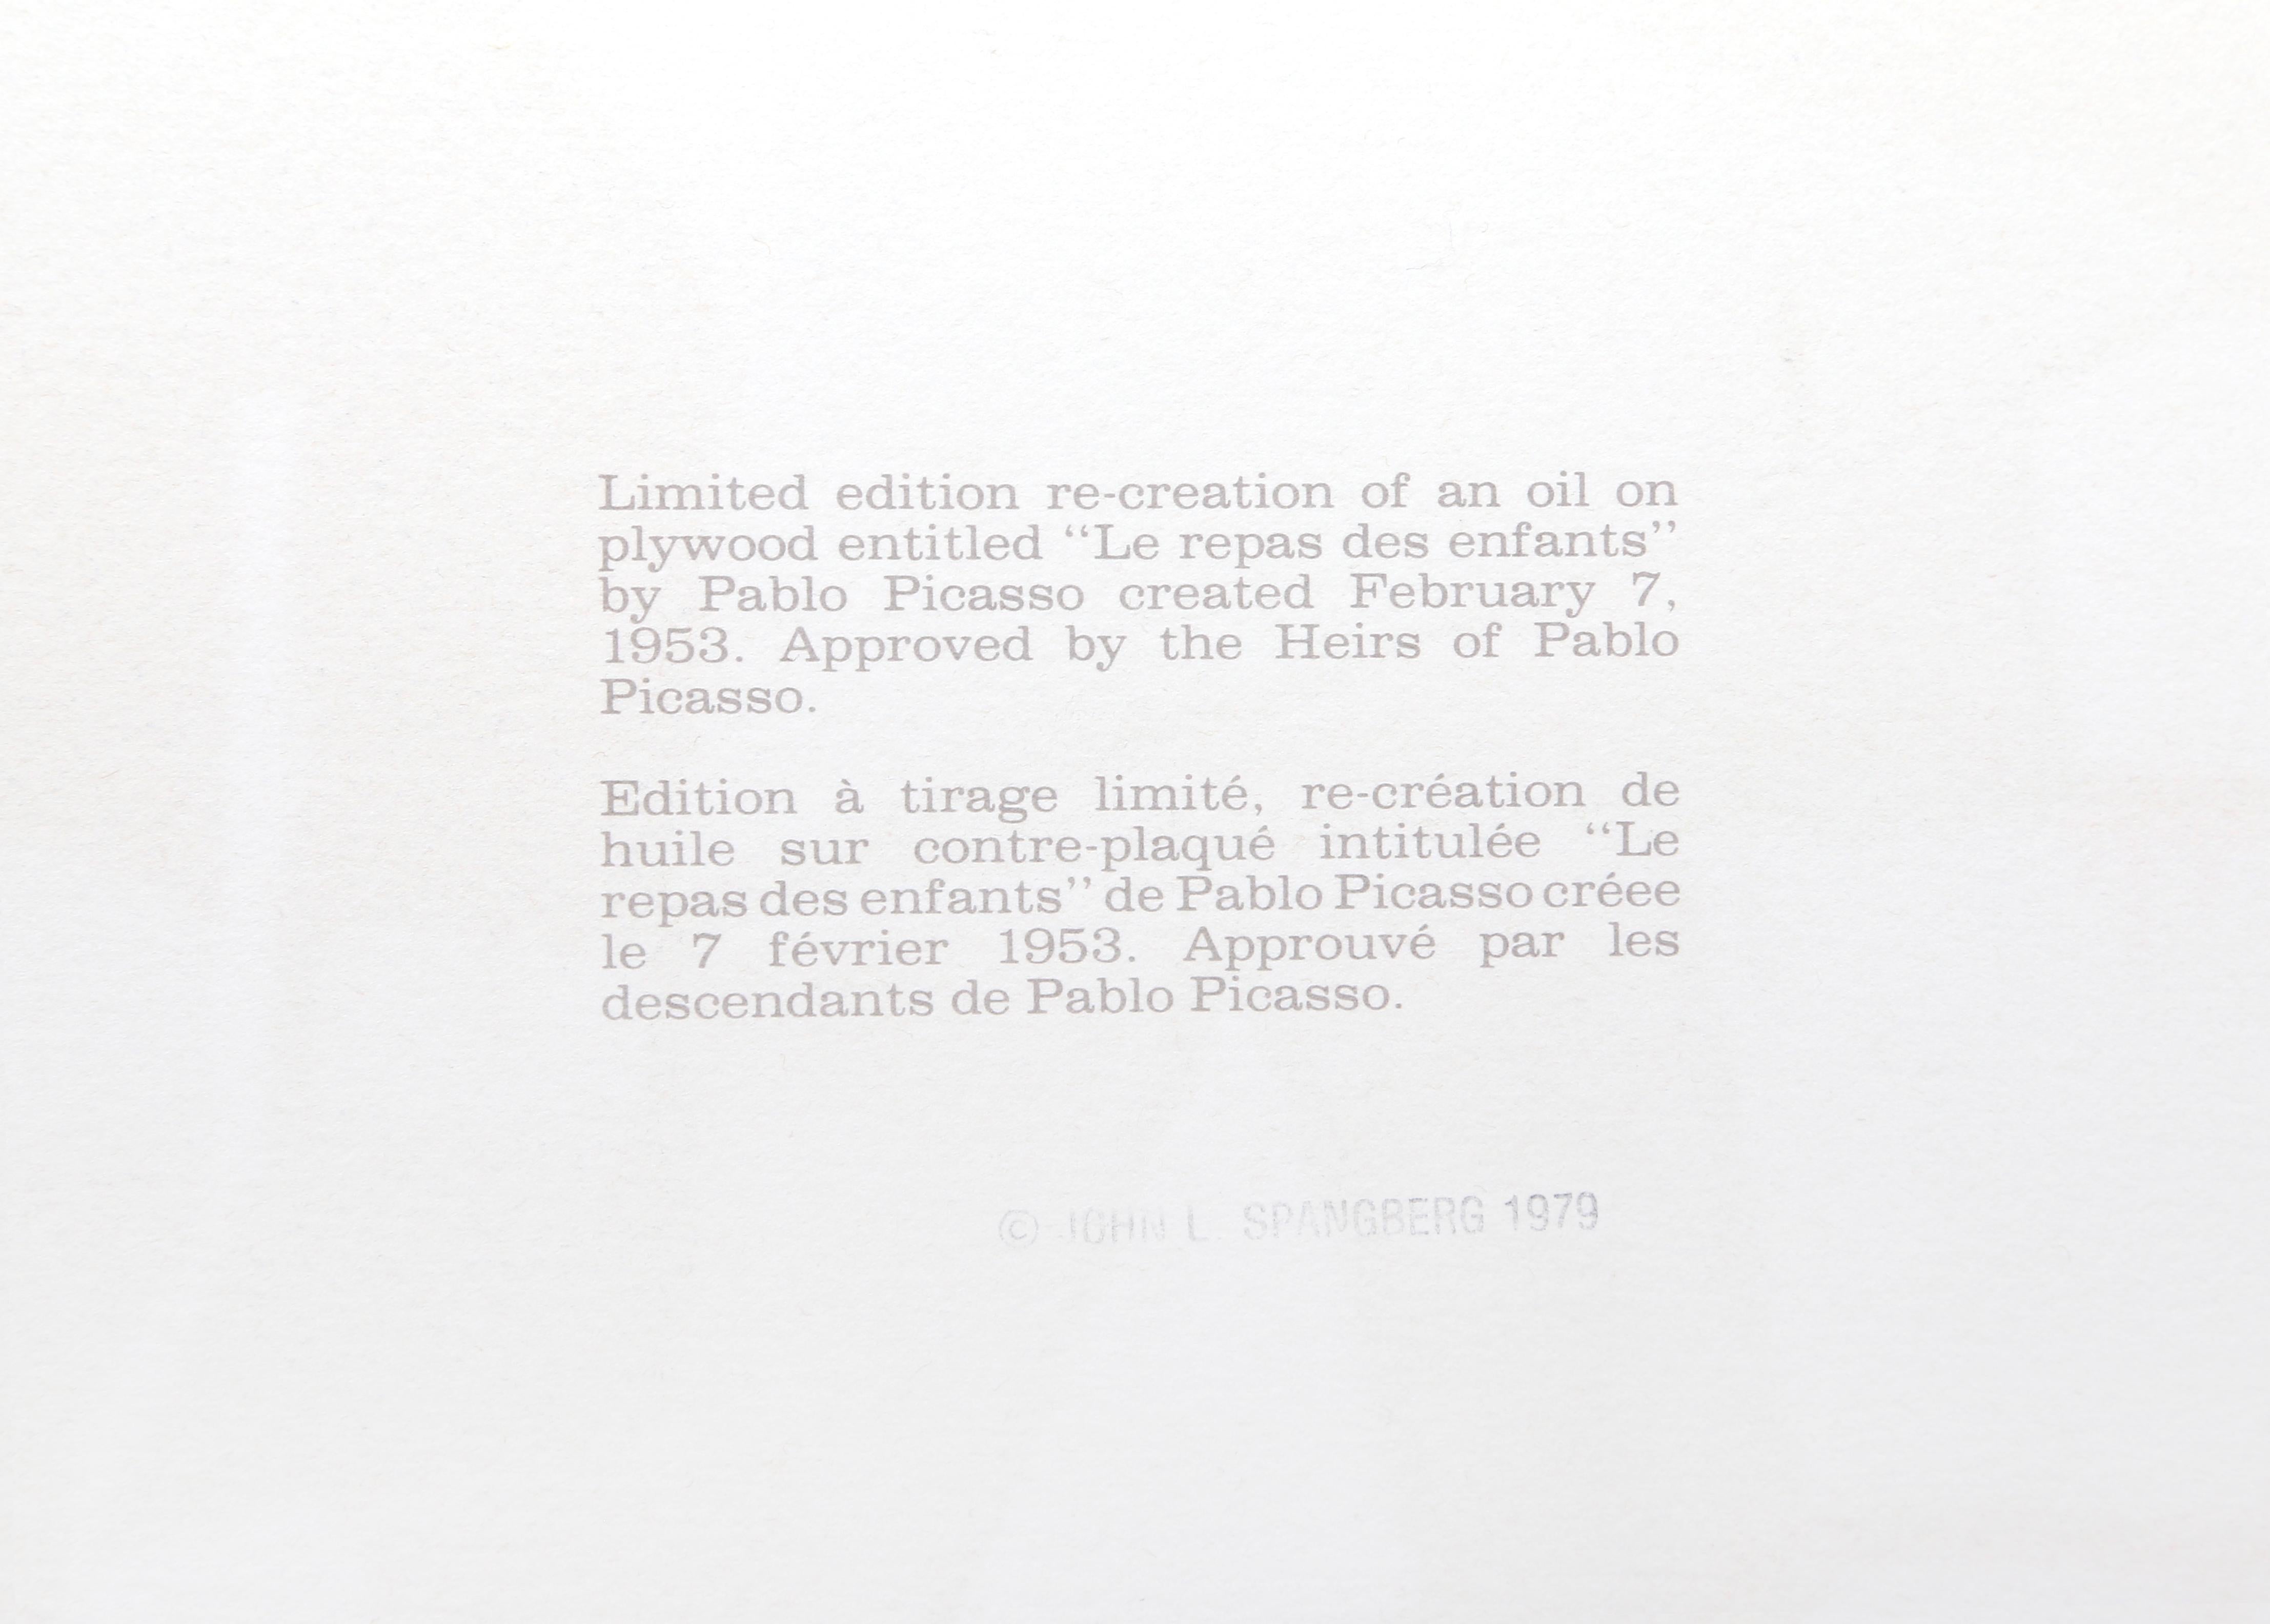 Limited edition re-creation of an oil on
plywood entitled “Le repas des enfants”
by Pablo Picasso created February 7,
1953. Approved by the Heirs of Pablo
Picasso.
Edition à tirage limité, re-création de
huile sur contre-plaqué intitulée “Le
repas des enfants” de Pablo Picasso créee
le 7 février 1953. Approuvé par les
descendants de Pablo Picasso.
© JOHN L. SPANGBERG 1979